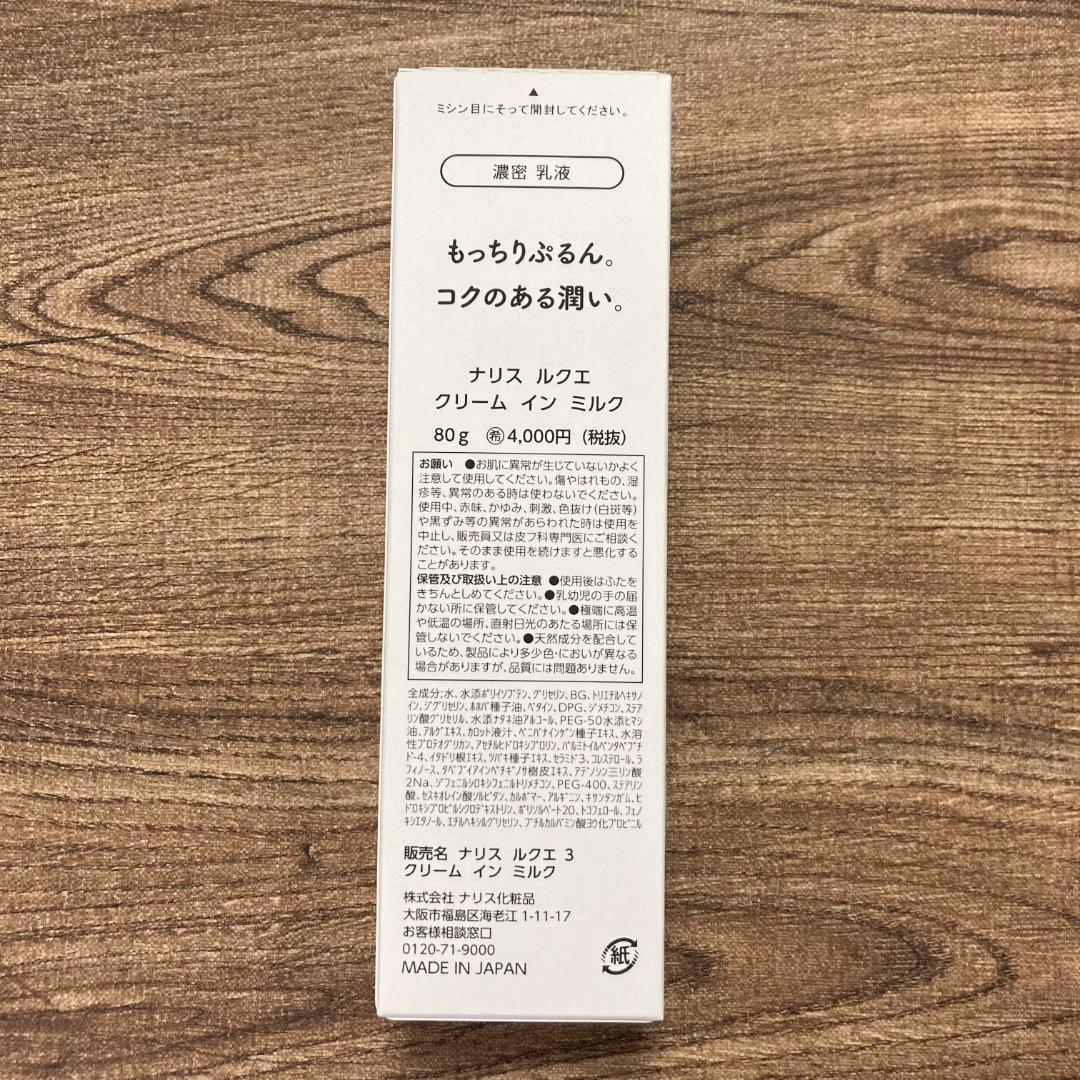 ▲
ミシン目にそって開封してください。
濃密 乳液
もっちりぷるん。
コクのある潤い。
ナリス ルクエ
クリーム イン ミルク
80g ㊕4,000円（税抜）
お願い ●お肌に異常が生じていないかよく
注意して使用してください。傷やはれもの、湿
疹等、異常のある時は使わないでください。
使用中、赤味、かゆみ、刺激、色抜け(白斑等)
や黒ずみ等の異常があらわれた時は使用を
中止し、販売員又は皮フ科専門医にご相談く
ださい。そのまま使用を続けますと悪化する
ことがあります。
保管及び取扱い上の注意 ●使用後はふたを
きちんとしめてください。●乳幼児の手の届
かない所に保管してください。●極端に高温
や低温の場所、直射日光のあたる場所には保
管しないでください。●天然成分を配合して
いるため、製品により多少色・においが異なる
場合がありますが、品質には問題ありません。
全成分;水、水添ポリイソブテン、グリセリン、BG、トリエチルヘキサノ
イン、ジグリセリン、ホホバ種子油、ベタイン、DPG、ジメチコン、ステア
リン酸グリセリル、水添ナタネ油アルコール、PEG-50水添ヒマシ
油、アルゲエキス、カロット液汁、ベニバナインゲン種子エキス、水溶
性プロテオグリカン、アセチルヒドロキシプロリン、パルミトイルペンタペプチ
ド-4、イタドリ根エキス、ツバキ種子エキス、セラミド3、コレステロール、ラ
フィノース、タベブイアインペチギノサ樹皮エキス、アデノシン三リン酸
2Na、ジフェニルシロキシフェニルトリメチコン、PEG-400、ステアリン
酸、セスキオレイン酸ソルビタン、カルボマー、アルギニン、キサンタンガム、ヒ
ドロキシプロピルシクロデキストリン、ポリソルベート20、トコフェロール、フェノ
キシエタノール、エチルヘキシルグリセリン、ブチルカルバミン酸ヨウ化プロピニル
販売名 ナリス ルクエ 3
クリーム イン ミルク
株式会社 ナリス化粧品
大阪市福島区海老江 1-11-17
お客様相談窓口
0120-71-9000
MADE IN JAPAN
紙